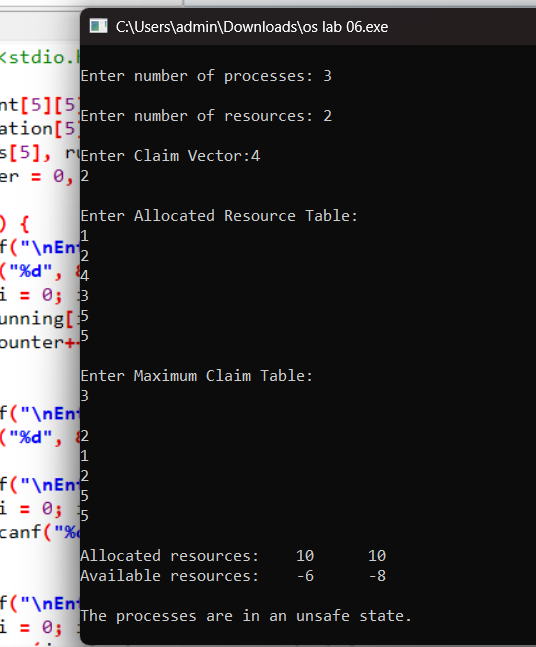 C:\Users\admin\Downloads\os lab 06.exe
<stdio.
Enter number of processes: 3
nt[5][5]
Enter number of resources: 2
ation[5]
s[5],
Enter Claim Vector:4
er = 0,
2
Enter Allocated Resource Table:
) {
1
f("\nEn
2
("%d",
4
i = 0;
3
unning[
5
ounter++
5
Enter Maximum Claim Table:
3
f("\nEn
2
("%d",
1
2
f("\nEn
5
i = 0;
5
canf("%
Allocated resources:    10      10
Available resources:    -6      -8
f("\nEn
The processes are in an unsafe state.
i = 0;